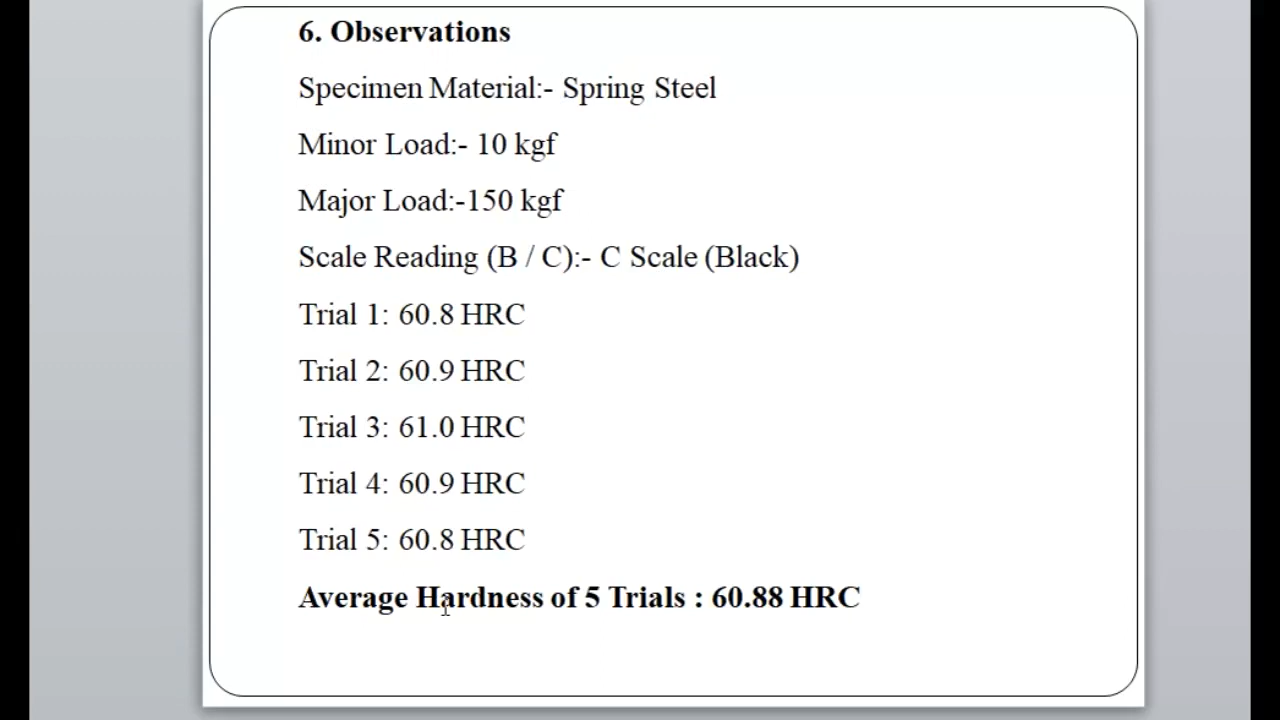 6. Observations
Specimen Material:- Spring Steel
Minor Load:- 10 kgf
Major Load:-150 kgf
Scale Reading (B / C):- C Scale (Black)
Trial 1: 60.8 HRC
Trial 2: 60.9 HRC
Trial 3: 61.0 HRC
Trial 4: 60.9 HRC
Trial 5: 60.8 HRC
Average Hardness of 5 Trials : 60.88 HRC